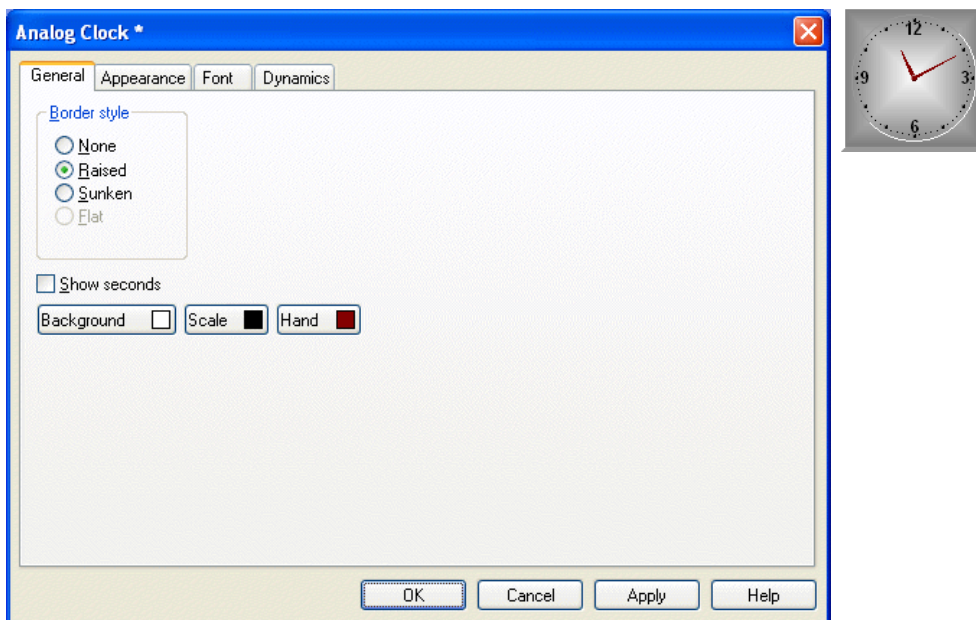 Analog Clock *
General Appearance Font Dynamics
Border style
None
Raised
Sunken
Flat
Show seconds
Background Scale Hand
OK Cancel Apply Help
12
9 3
6